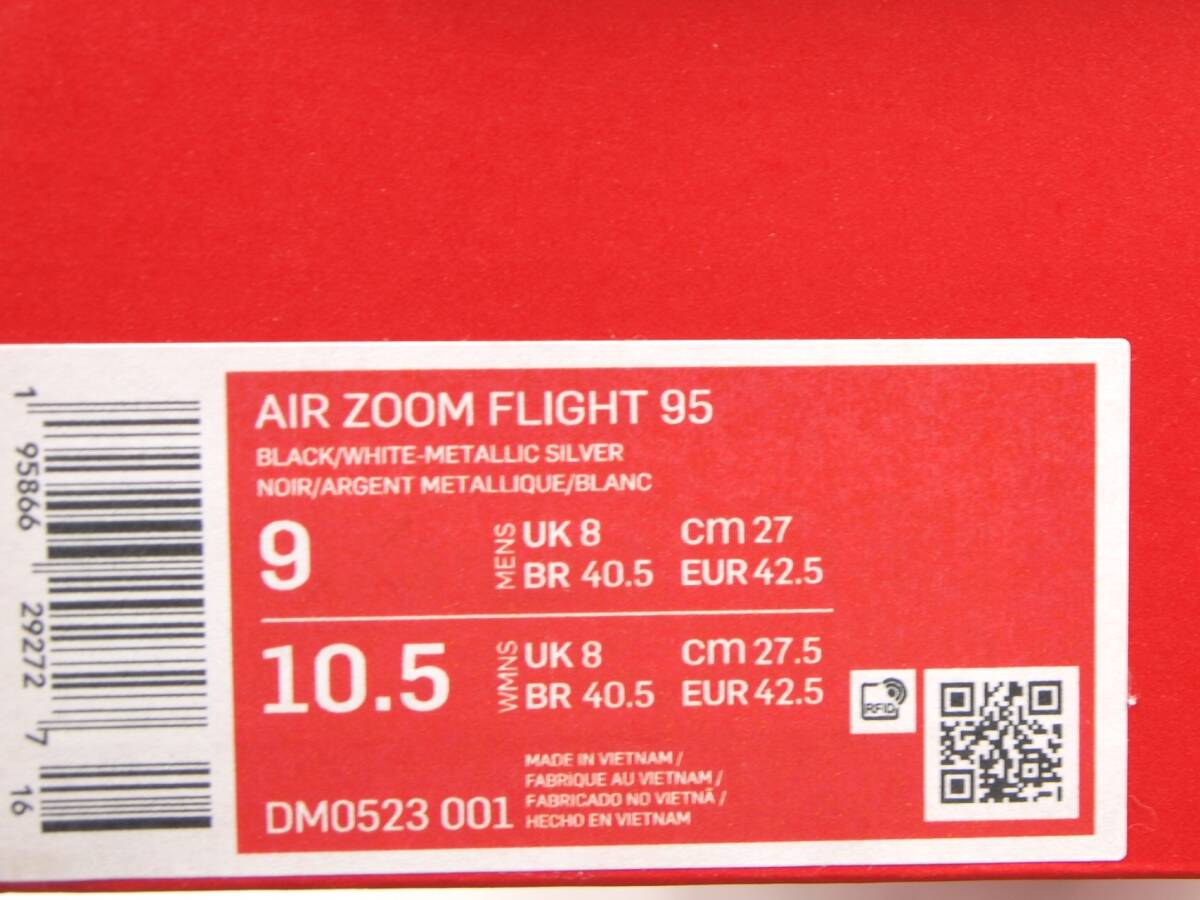 AIR ZOOM FLIGHT 95
BLACK/WHITE-METALLIC SILVER
NOIR/ARGENT METALLIQUE/BLANC
9 MENS UK 8 cm 27
BR 40.5 EUR 42.5
10.5 WMNS UK 8 cm 27.5
BR 40.5 EUR 42.5
RFID
MADE IN VIETNAM /
FABRIQUE AU VIETNAM /
FABRICADO NO VIETNÃ /
HECHO EN VIETNAM
DM0523 001
1 95866 29272 7 16